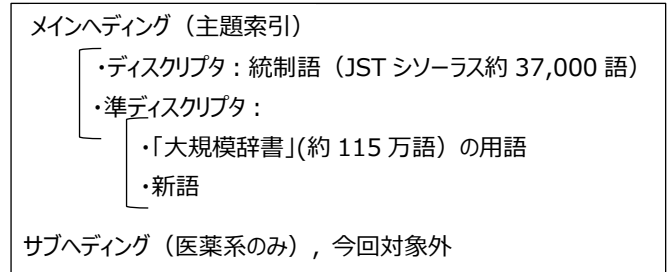 メインヘディング（主題索引）
・ディスクリプタ：統制語（JST シソーラス約 37,000 語）
・準ディスクリプタ：
・「大規模辞書」(約 115 万語）の用語
・新語
サブヘディング（医薬系のみ）, 今回対象外